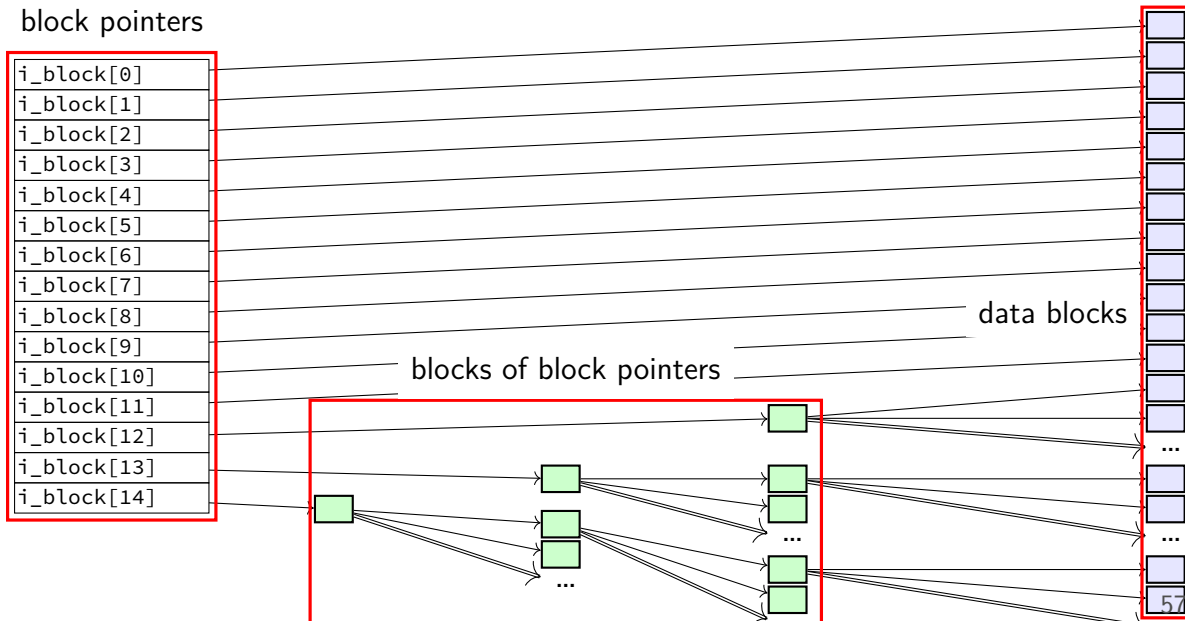 block pointers
i_block[0]
i_block[1]
i_block[2]
i_block[3]
i_block[4]
i_block[5]
i_block[6]
i_block[7]
i_block[8]
i_block[9]
i_block[10]
i_block[11]
i_block[12]
i_block[13]
i_block[14]
blocks of block pointers
...
...
data blocks
...
...
57